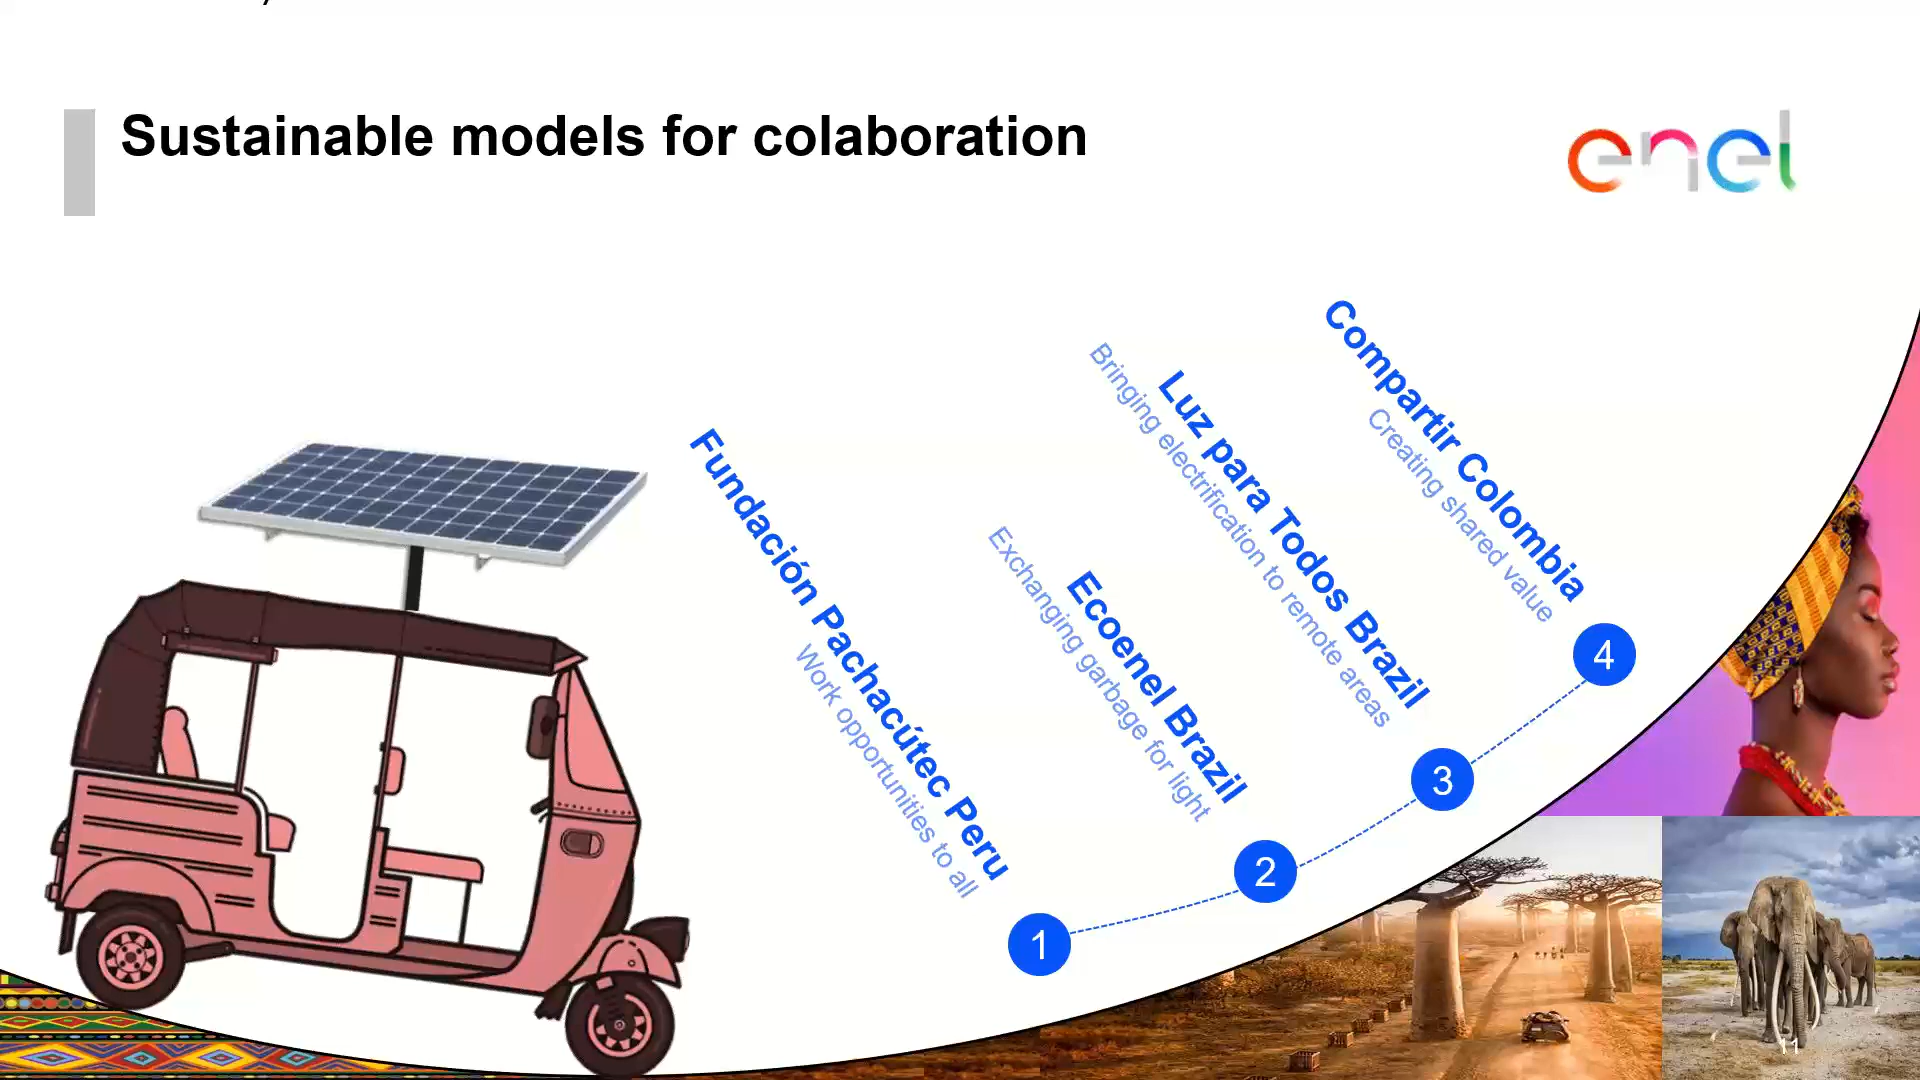 Sustainable models for colaboration
enel
Fundación Pachacútec Peru
Work opportunities to all
1
Ecoenel Brazil
Exchanging garbage for light
2
Luz para Todos Brazil
Bringing electrification to remote areas
3
Compartir Colombia
Creating shared value
4
11